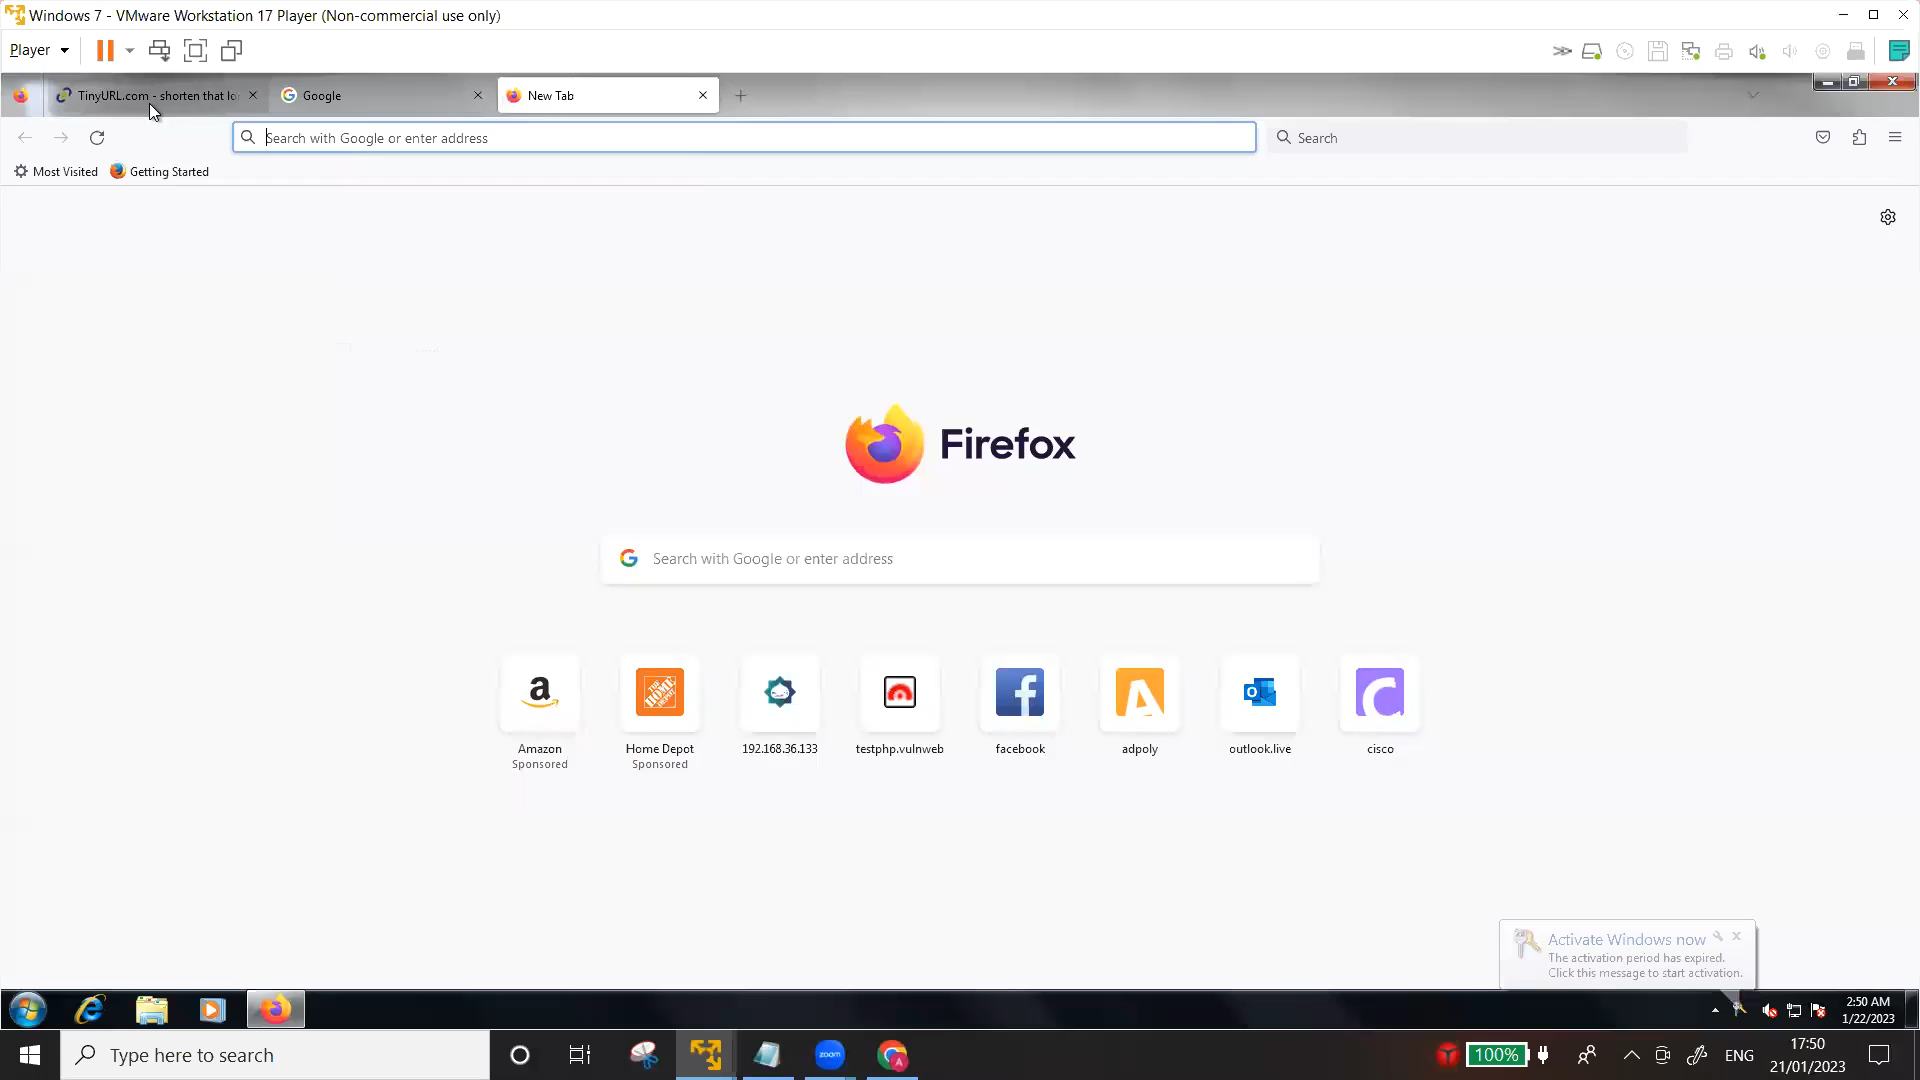 Windows 7 - VMware Workstation 17 Player (Non-commercial use only)
Player
TinyURL.com - shorten that lo
Google
New Tab
Search with Google or enter address
Search
Most Visited
Getting Started
Firefox
Search with Google or enter address
Amazon
Sponsored
THE HOME DEPOT
Home Depot
Sponsored
192.168.36.133
testphp.vulnweb
facebook
adpoly
outlook.live
cisco
Activate Windows now
The activation period has expired.
Click this message to start activation.
2:50 AM
1/22/2023
Type here to search
zoom
A
100%
ENG
17:50
21/01/2023